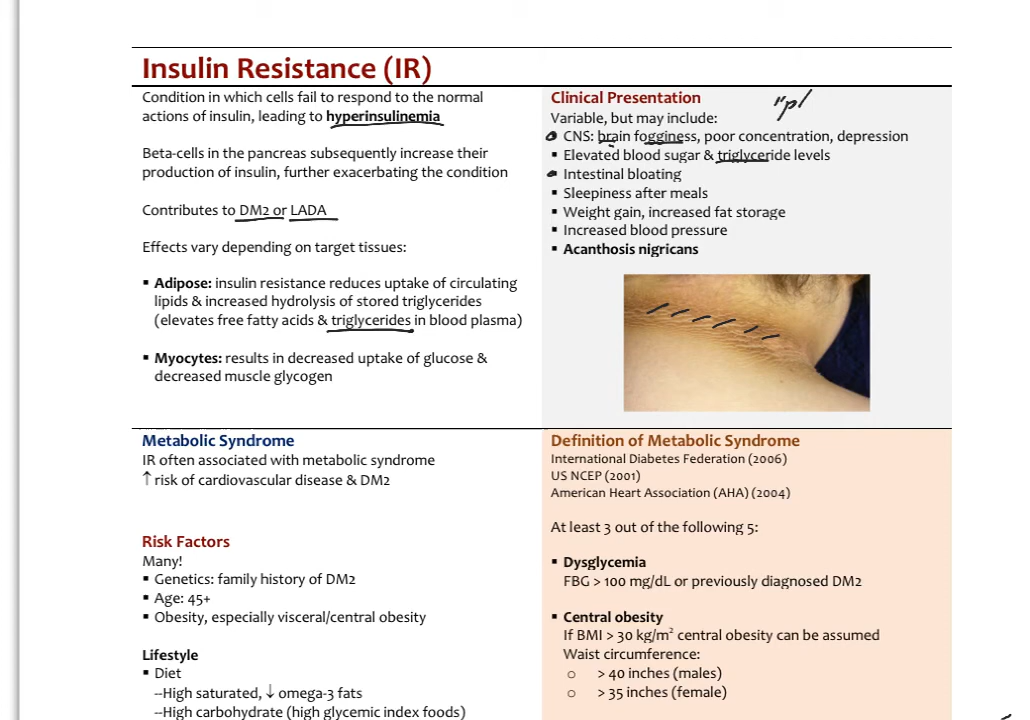 Insulin Resistance (IR)
Condition in which cells fail to respond to the normal
actions of insulin, leading to hyperinsulinemia
Beta-cells in the pancreas subsequently increase their
production of insulin, further exacerbating the condition
Contributes to DM2 or LADA
Effects vary depending on target tissues:
▪ Adipose: insulin resistance reduces uptake of circulating
lipids & increased hydrolysis of stored triglycerides
(elevates free fatty acids & triglycerides in blood plasma)
▪ Myocytes: results in decreased uptake of glucose &
decreased muscle glycogen
Clinical Presentation
Variable, but may include:
▪ CNS: brain fogginess, poor concentration, depression
▪ Elevated blood sugar & triglyceride levels
▪ Intestinal bloating
▪ Sleepiness after meals
▪ Weight gain, increased fat storage
▪ Increased blood pressure
▪ Acanthosis nigricans
Metabolic Syndrome
IR often associated with metabolic syndrome
↑ risk of cardiovascular disease & DM2
Risk Factors
Many!
▪ Genetics: family history of DM2
▪ Age: 45+
▪ Obesity, especially visceral/central obesity
Lifestyle
▪ Diet
--High saturated, ↓ omega-3 fats
--High carbohydrate (high glycemic index foods)
Definition of Metabolic Syndrome
International Diabetes Federation (2006)
US NCEP (2001)
American Heart Association (AHA) (2004)
At least 3 out of the following 5:
▪ Dysglycemia
FBG > 100 mg/dL or previously diagnosed DM2
▪ Central obesity
If BMI > 30 kg/m² central obesity can be assumed
Waist circumference:
o > 40 inches (males)
o > 35 inches (female)